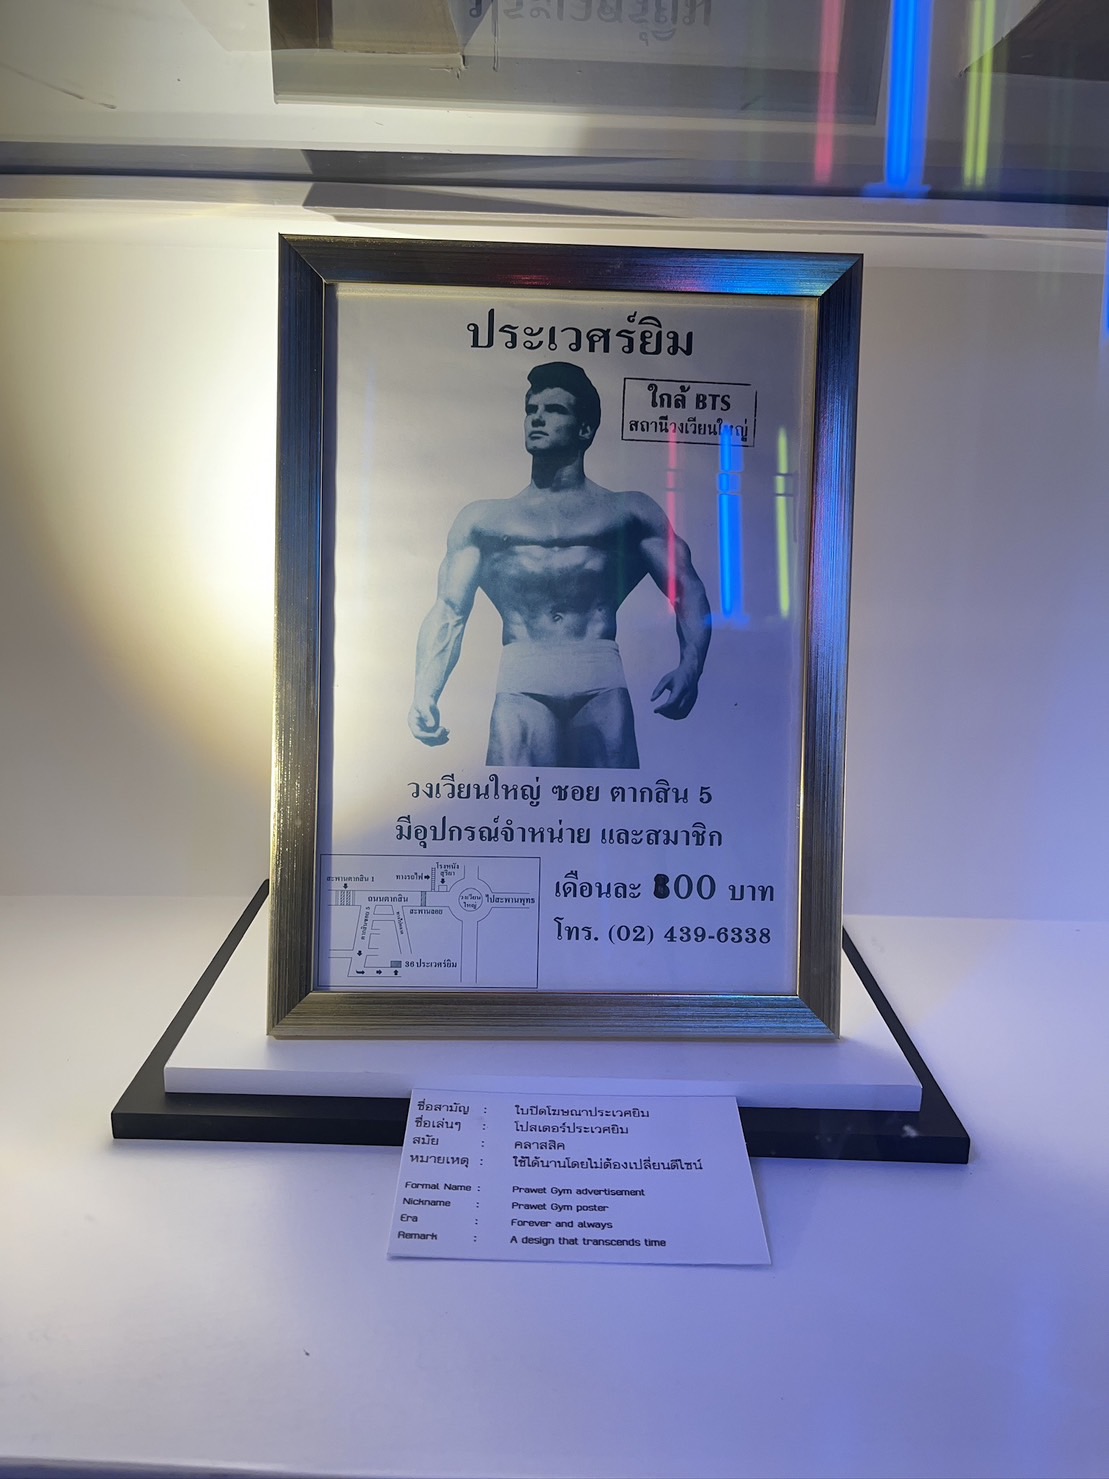 ประเวศร์ยิม
ใกล้ BTS
สถานีวงเวียนใหญ่
วงเวียนใหญ่ ซอย ตากสิน 5
มีอุปกรณ์จำหน่าย และสมาชิก
เดือนละ 800 บาท
โทร. (02) 439-6338
สะพานตากสิน 1
ทางรถไฟ
โรงหนัง
สุริยา
ถนนตากสิน
สะพานลอย
วงเวียน
ใหญ่
ไปสะพานพุทธ
36 ประเวศร์ยิม
ชื่อสามัญ : ใบปิดโฆษณาประเวศยิม
ชื่อเล่นๆ : โปสเตอร์ประเวศยิม
สมัย : คลาสสิค
หมายเหตุ : ใช้ได้นานโดยไม่ต้องเปลี่ยนดีไซน์
Formal Name : Prawet Gym advertisement
Nickname : Prawet Gym poster
Era : Forever and always
Remark : A design that transcends time